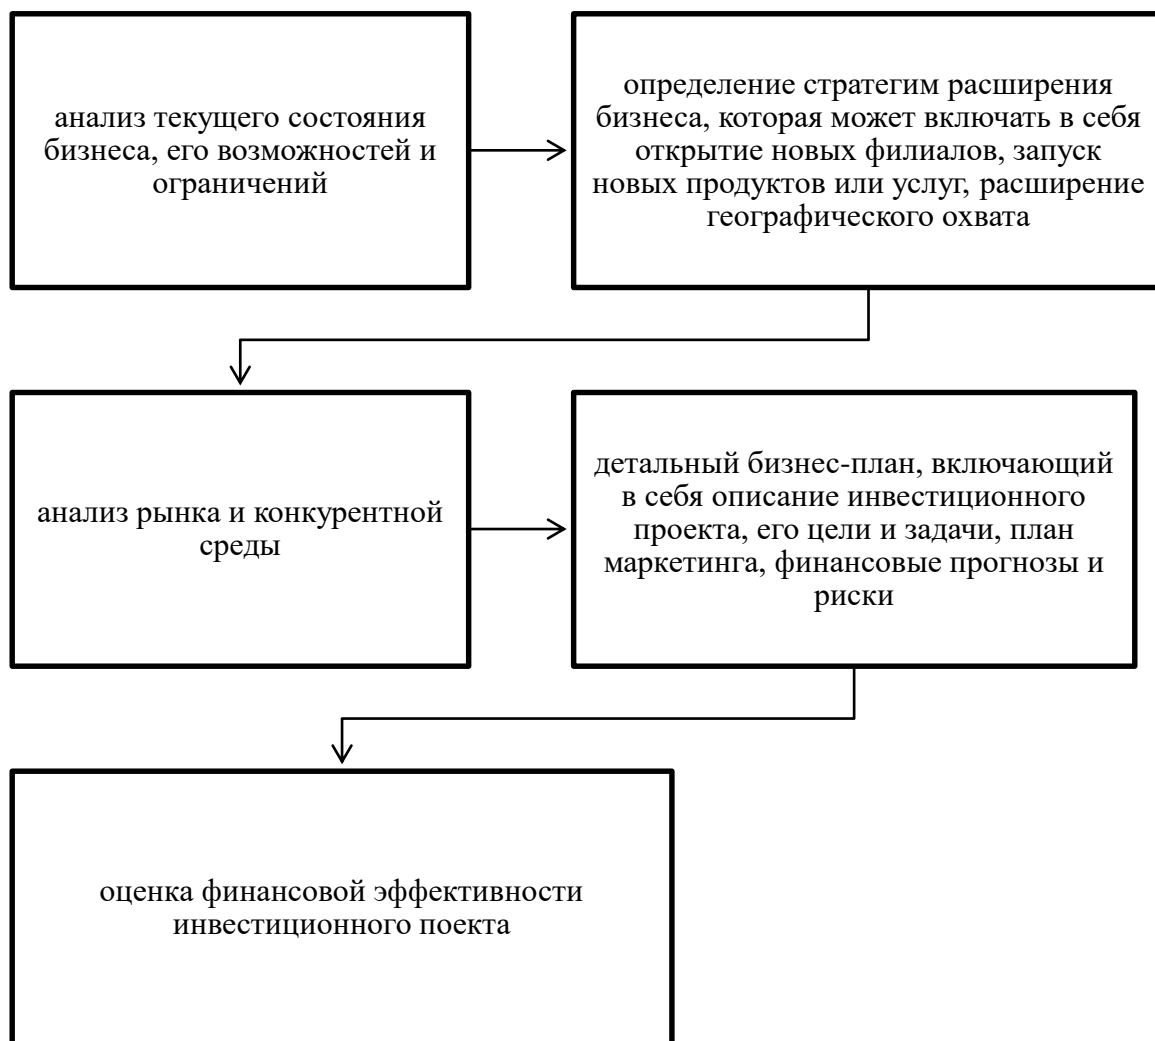 анализ текущего состояния
бизнеса, его возможностей и
ограничений
определение стратегим расширения
бизнеса, которая может включать в себя
открытие новых филиалов, запуск
новых продуктов или услуг, расширение
географического охвата
анализ рынка и конкурентной
среды
детальный бизнес-план, включающий
в себя описание инвестиционного
проекта, его цели и задачи, план
маркетинга, финансовые прогнозы и
риски
оценка финансовой эффективности
инвестиционного поекта